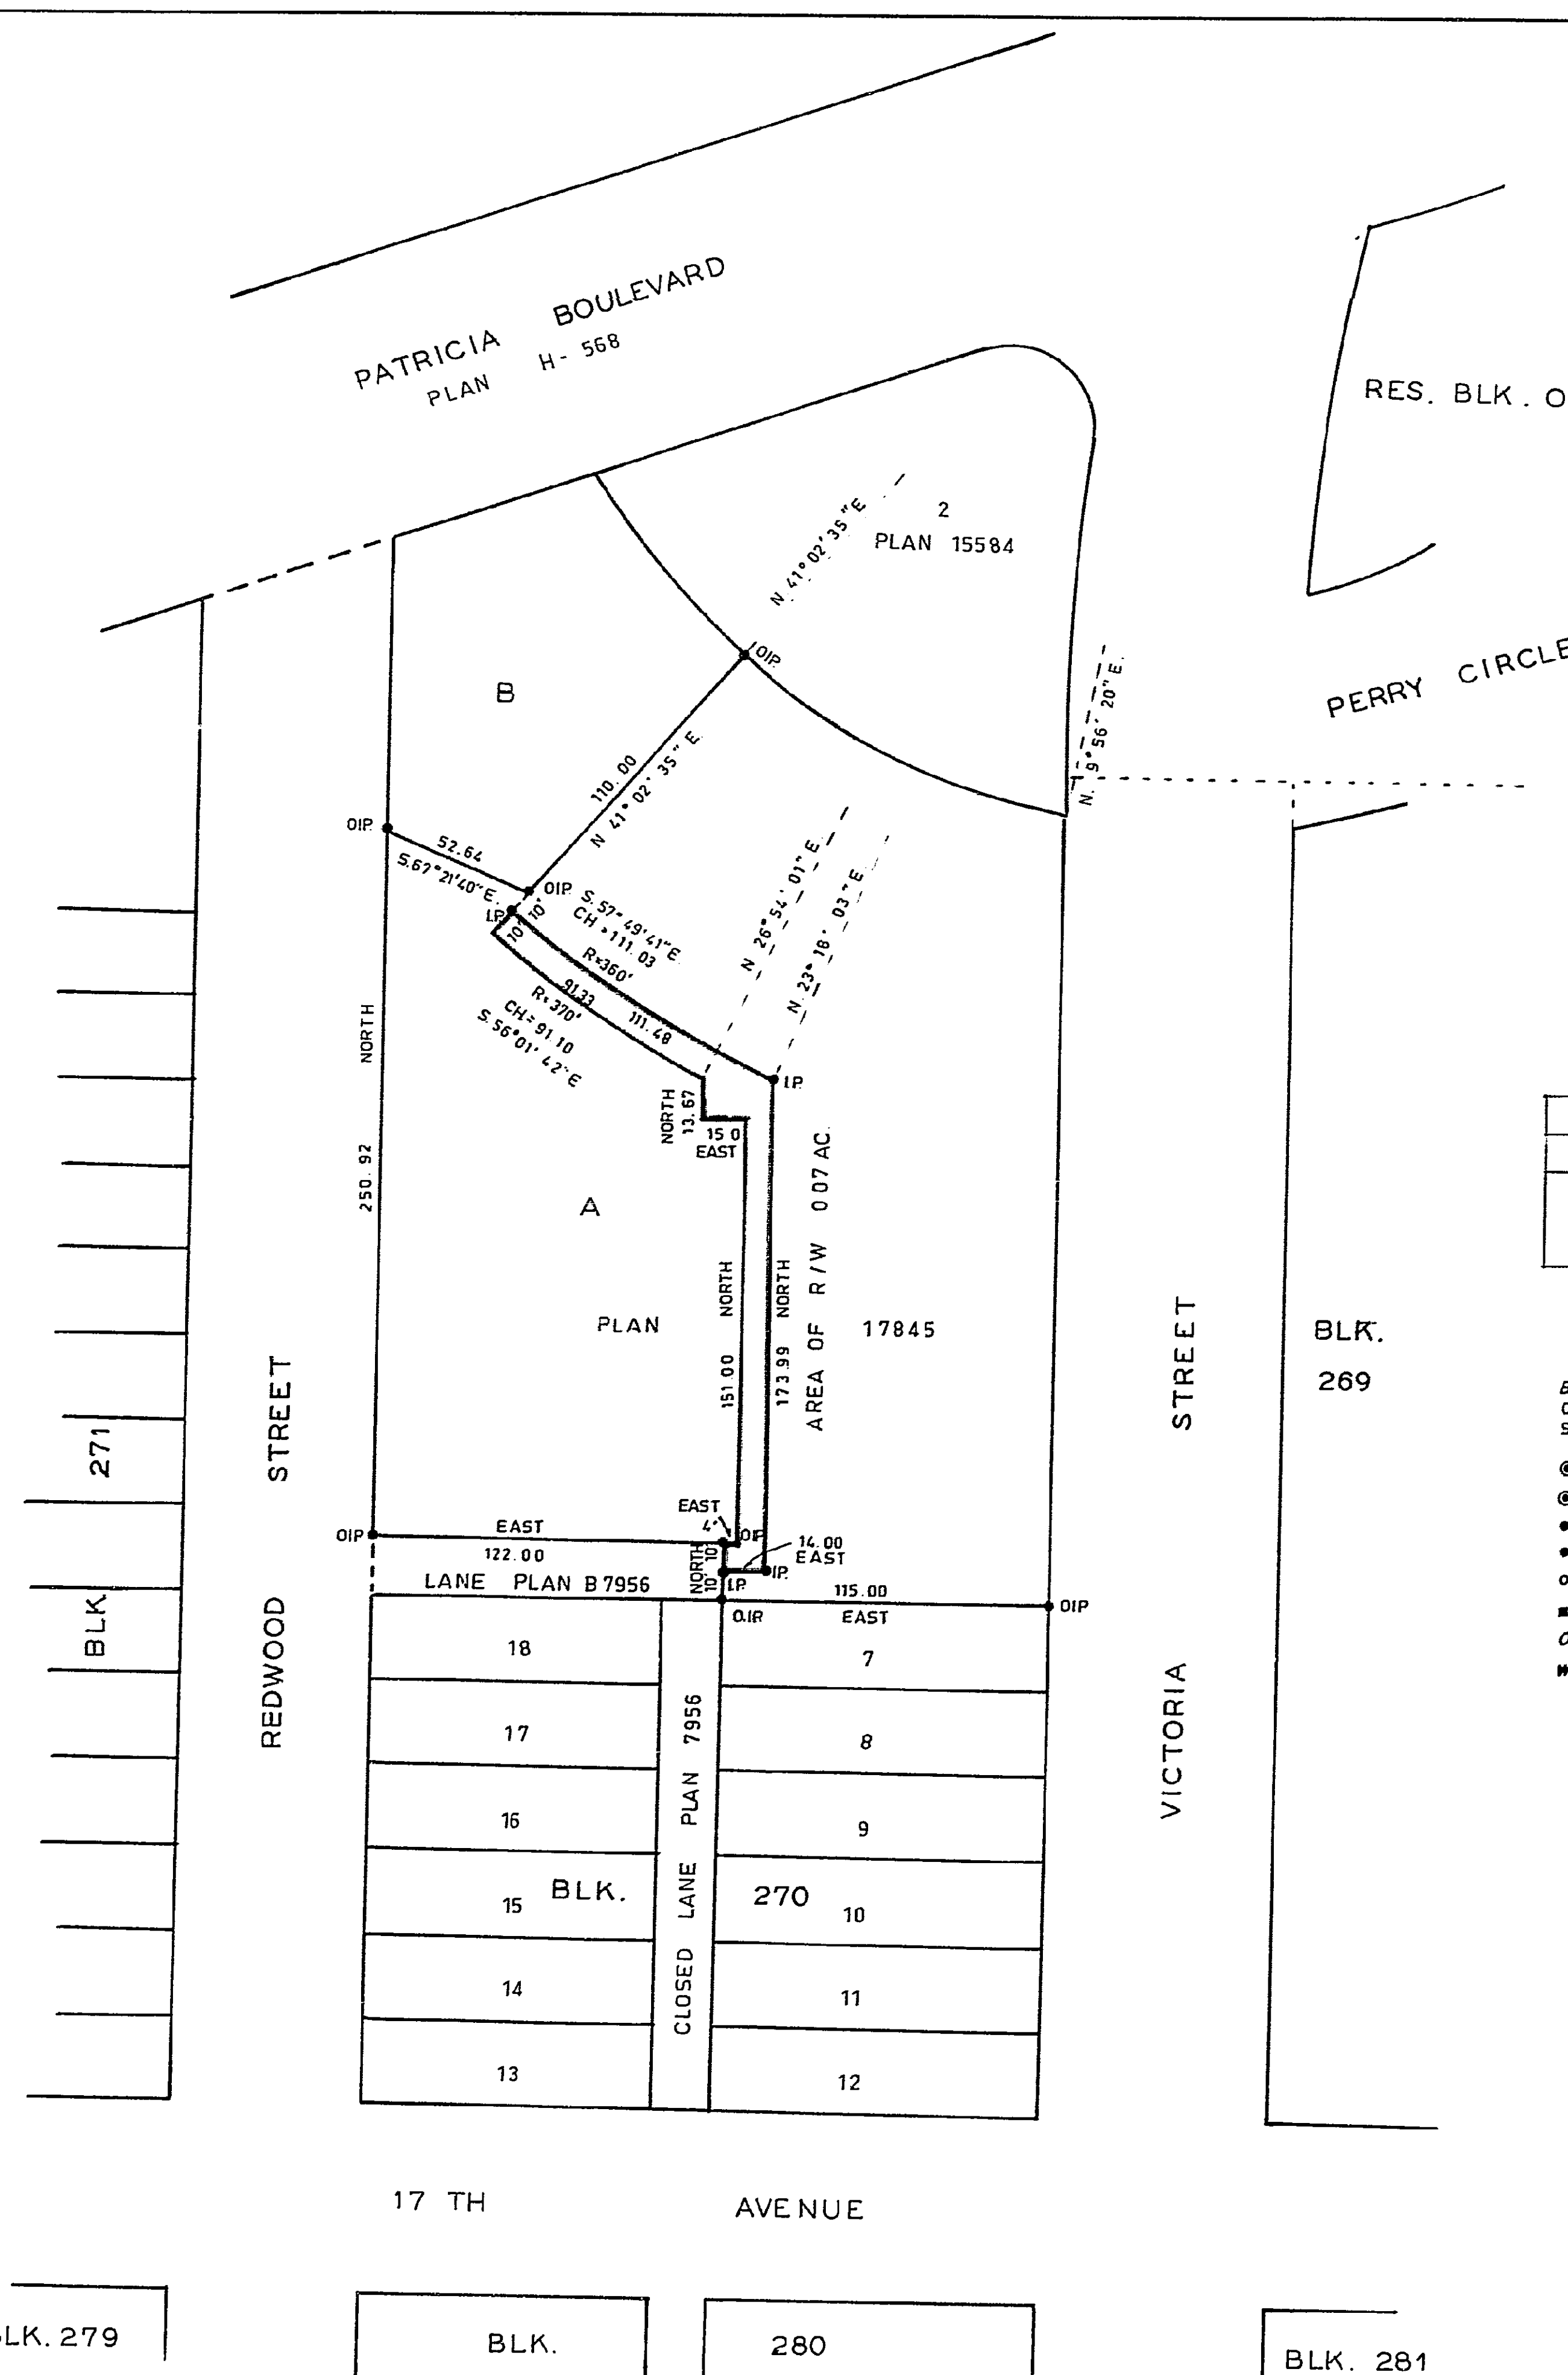 PATRICIA BOULEVARD
PLAN H- 568
RES. BLK. O
2
PLAN 15584
N. 41° 02' 35" E.
OIP.
PERRY CIRCLE
N. 9° 56' 20" E.
B
110.00
N 41° 02' 35" E.
OIP.
52.64
S. 67° 21' 40" E.
OIP.
I.P.
10'
10'
S. 57° 49' 41" E.
CH = 111.03
R=360'
91.33
111.48
R=370'
CH = 91.10
S. 56° 01' 42" E
N 26° 54' 01" E.
N. 23° 18' 03" E.
I.P.
NORTH
13.67
15 0
EAST
NORTH
250.92
A
AREA OF R/W 0 07 AC.
PLAN 17845
NORTH
151.00
NORTH
173.99
BLK.
269
BLK 271
REDWOOD STREET
VICTORIA STREET
OIP.
EAST
122.00
EAST
4'
OIP
14.00
EAST
NORTH
10' 10'
I.P.
IP.
LANE PLAN B 7956
115.00
EAST
O.I.P.
OIP.
18
7
17
8
16
9
15
BLK. 270
10
14
11
13
12
CLOSED LANE PLAN 7956
17 TH AVENUE
LK. 279
BLK. 280
BLK. 281